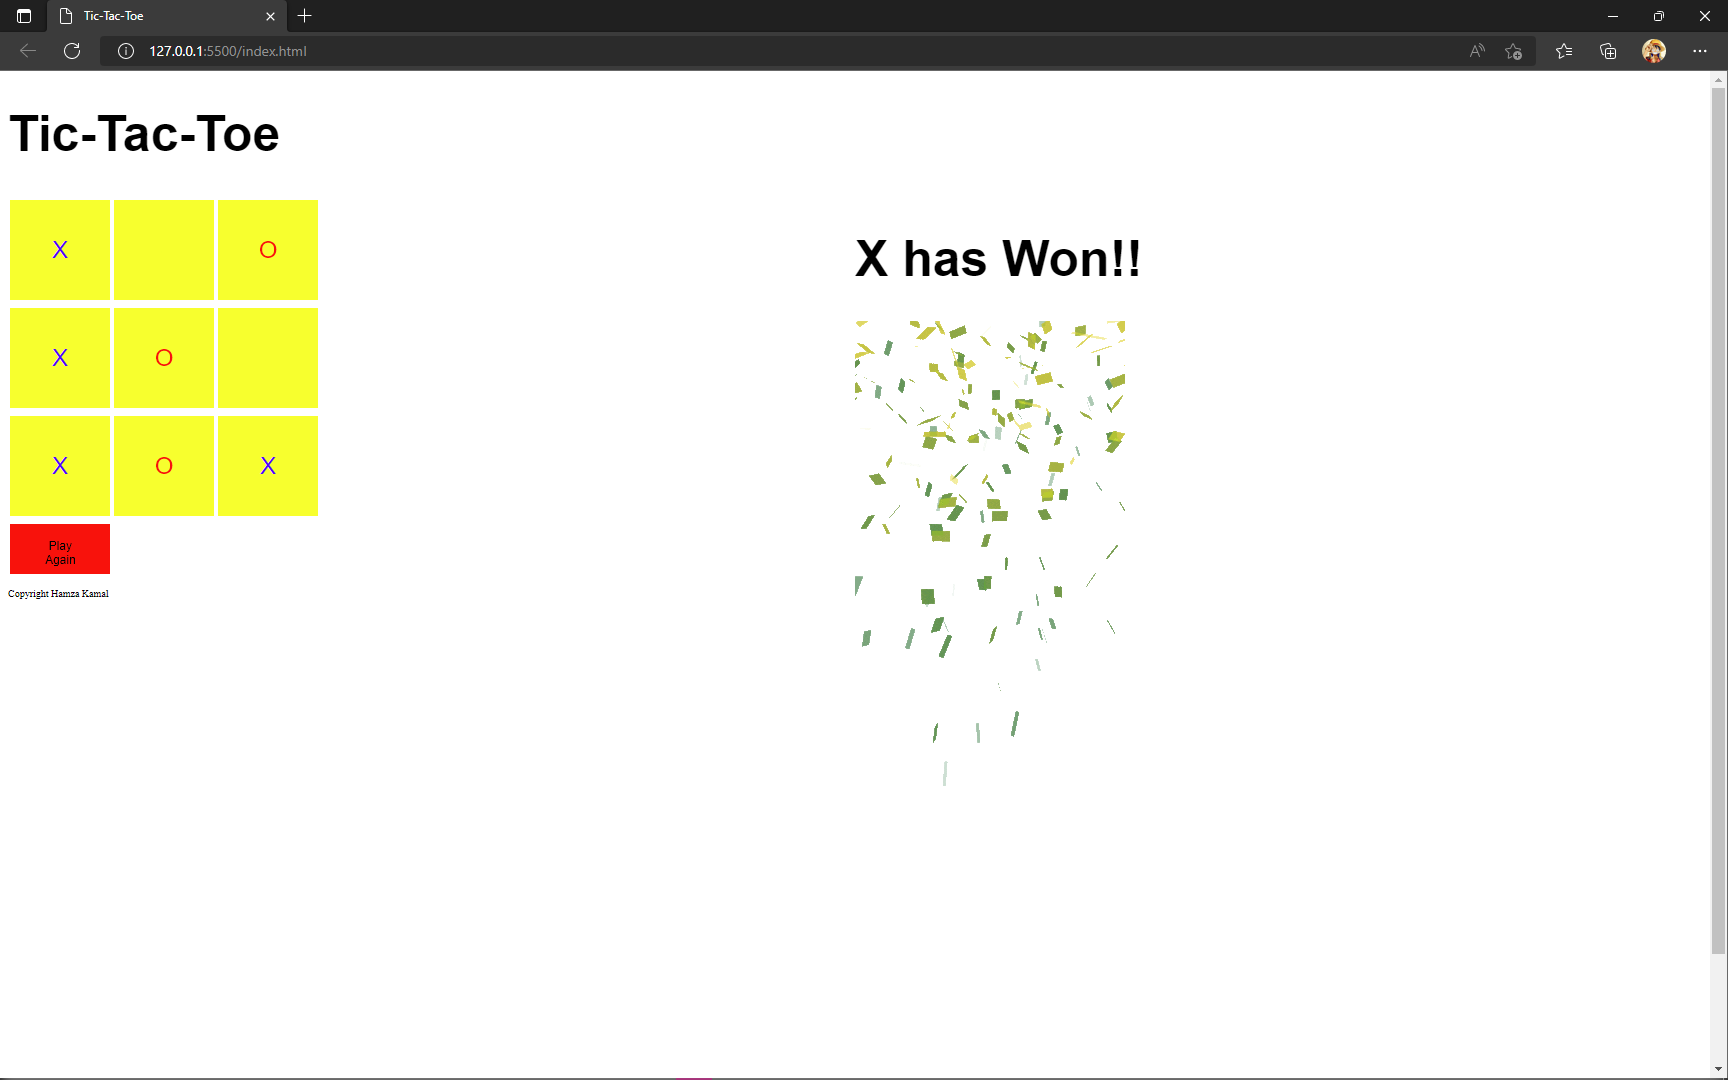 Tic-Tac-Toe
127.0.0.1:5500/index.html
Tic-Tac-Toe
X O
X O
X O X
X has Won!!
Play
Again
Copyright Hamza Kamal